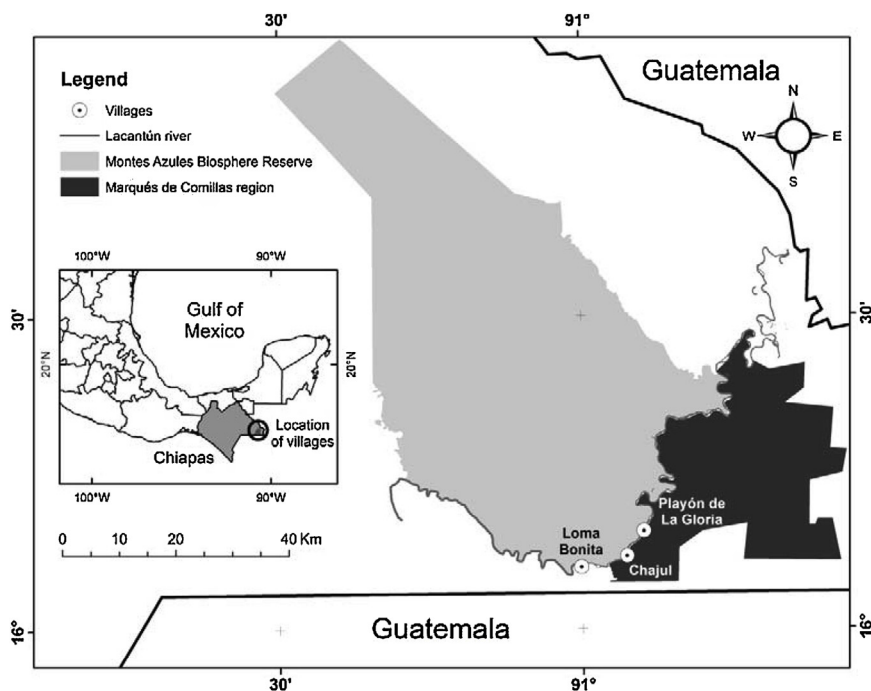 30'
91°
Guatemala
N
W
E
S
Legend
Villages
Lacantún river
Montes Azules Biosphere Reserve
Marqués de Comillas region
100°W
90°W
Gulf of
Mexico
30'
20°N
20°N
30'
Location
of villages
Chiapas
100°W
90°W
0 10 20 40 Km
Playón de
La Gloria
Loma
Bonita
Chajul
16°
Guatemala
16°
30'
91°